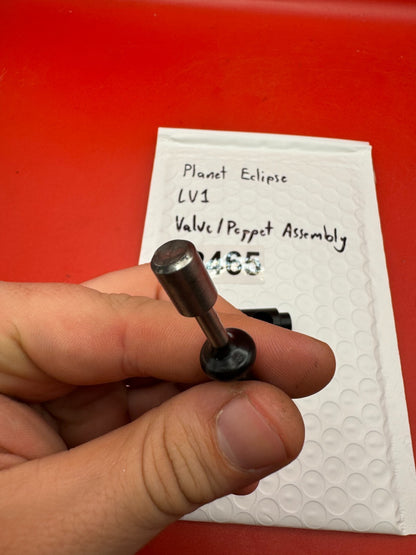 Planet Eclipse
LV1
Valve/Poppet Assembly
465